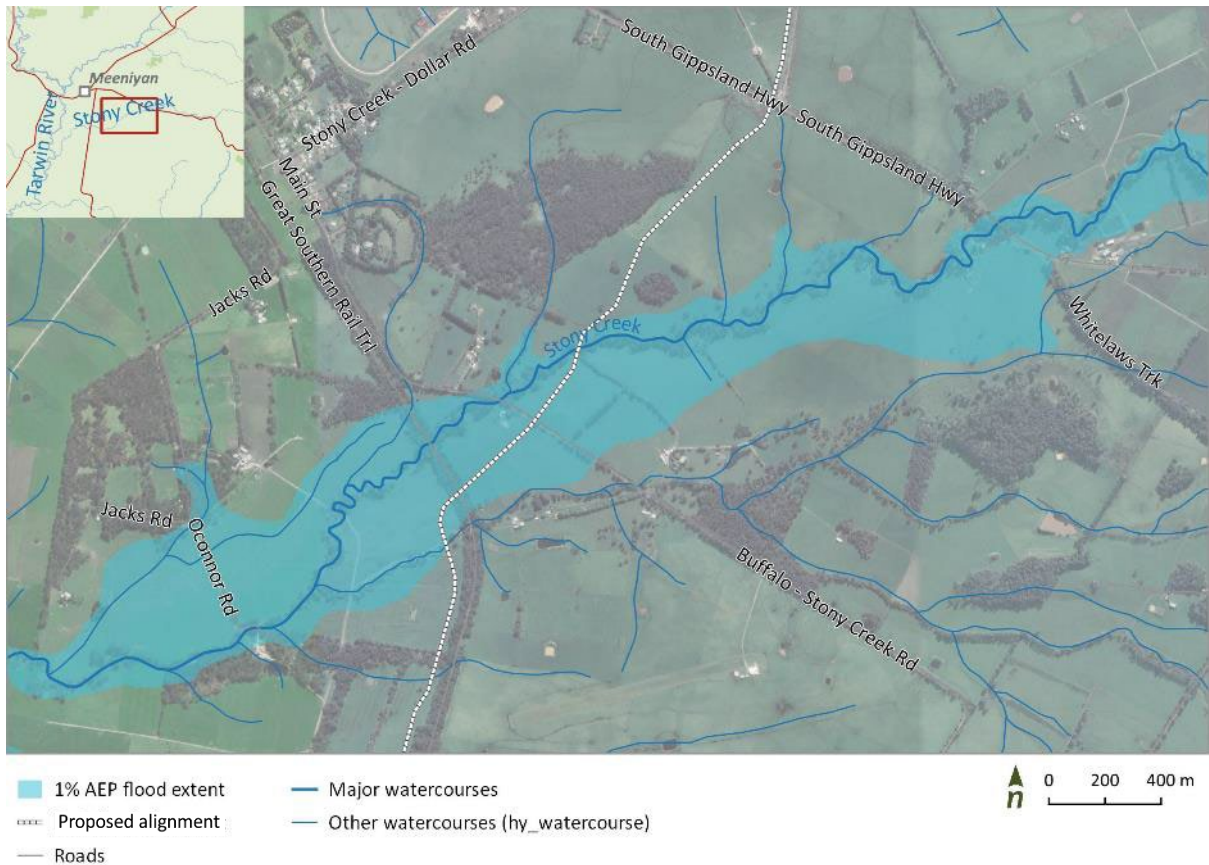 Meeniyan
Stony Creek
Tarwin River
Stony Creek - Dollar Rd
South Gippsland Hwy
South Gippsland Hwy
Main St
Great Southern Rail Trl
Jacks Rd
Stony Creek
Whitelaws Trk
Jacks Rd
Oconnor Rd
Buffalo - Stony Creek Rd
1% AEP flood extent
Major watercourses
Proposed alignment
Other watercourses (hy_watercourse)
Roads
n
0 200 400 m